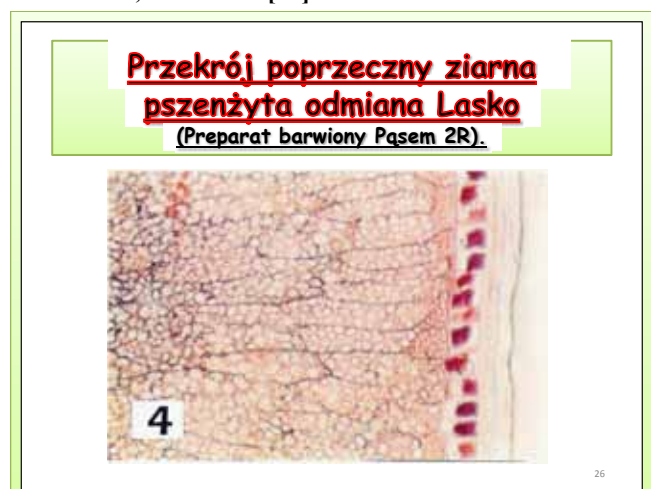 Przekrój poprzeczny ziarna
pszenżyta odmiana Lasko
(Preparat barwiony Pąsem 2R).
4
26